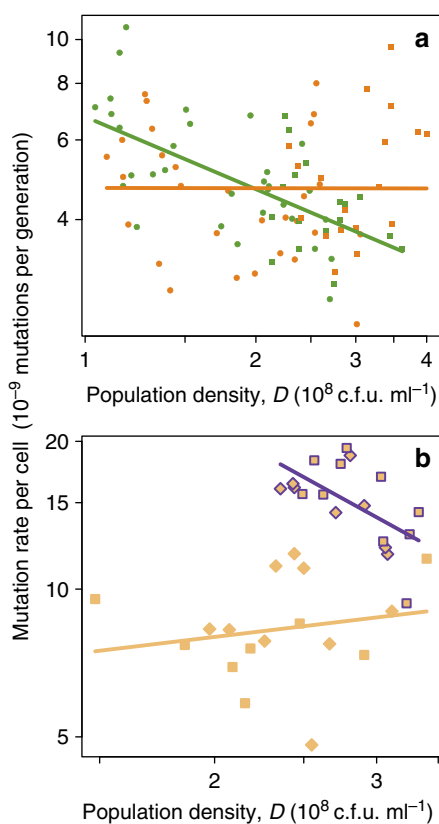 Mutation rate per cell (10⁻⁹ mutations per generation)
a
10
6
4
1
2
3
4
Population density, D (10⁸ c.f.u. ml⁻¹)
b
20
15
10
5
2
3
Population density, D (10⁸ c.f.u. ml⁻¹)